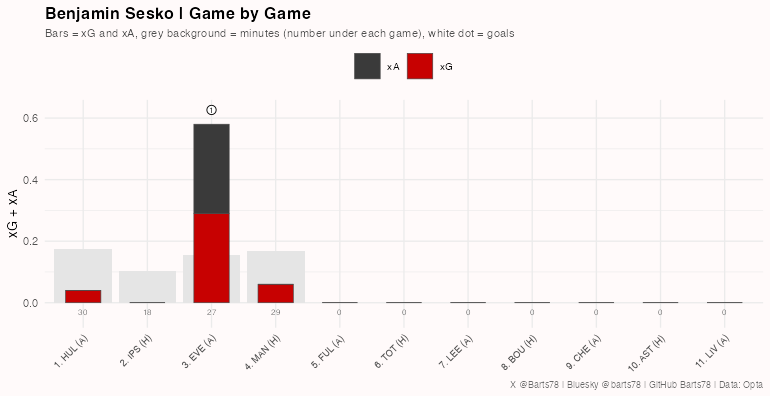 Benjamin Sesko | Game by Game
Bars = xG and xA, grey background = minutes (number under each game), white dot = goals
xA xG
xG + xA
0.6
0.4
0.2
0.0
1
30 18 27 29 0 0 0 0 0 0 0
1. HUL (A) 2. IPS (H) 3. EVE (A) 4. MAN (H) 5. FUL (A) 6. TOT (H) 7. LEE (A) 8. BOU (H) 9. CHE (A) 10. AST (H) 11. LIV (A)
X @Barts78 | Bluesky @barts78 | GitHub Barts78 | Data: Opta